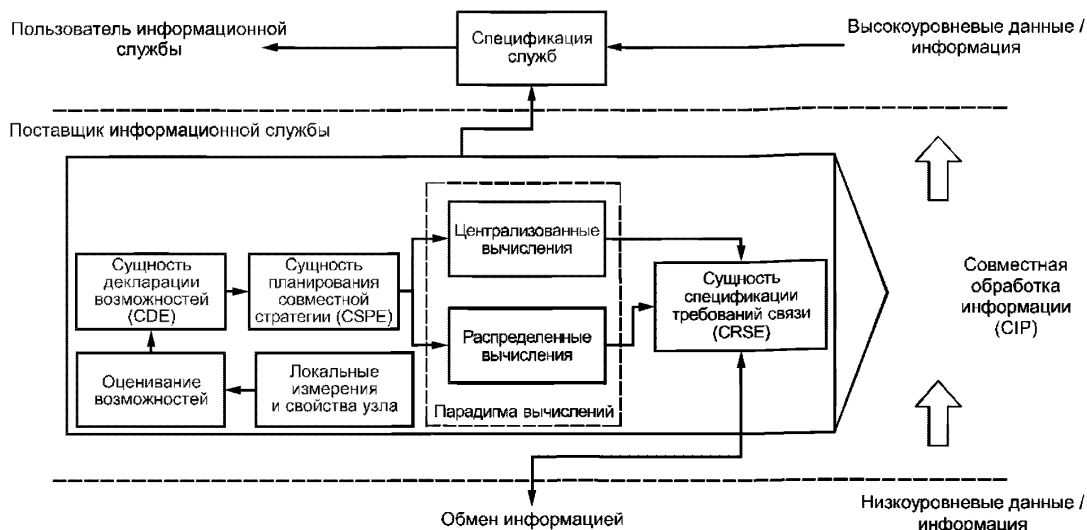 Пользователь информационной
службы
Спецификация
служб
Высокоуровневые данные /
информация
Поставщик информационной службы
Централизованные
вычисления
Сущность
декларации
возможностей
(CDE)
Сущность
планирования
совместной
стратегии (CSPE)
Сущность
спецификации
требований связи
(CRSE)
Распределенные
вычисления
Оценивание
возможностей
Локальные
измерения
и свойства узла
Парадигма вычислений
Совместная
обработка
информации
(CIP)
Обмен информацией
Низкоуровневые данные /
информация